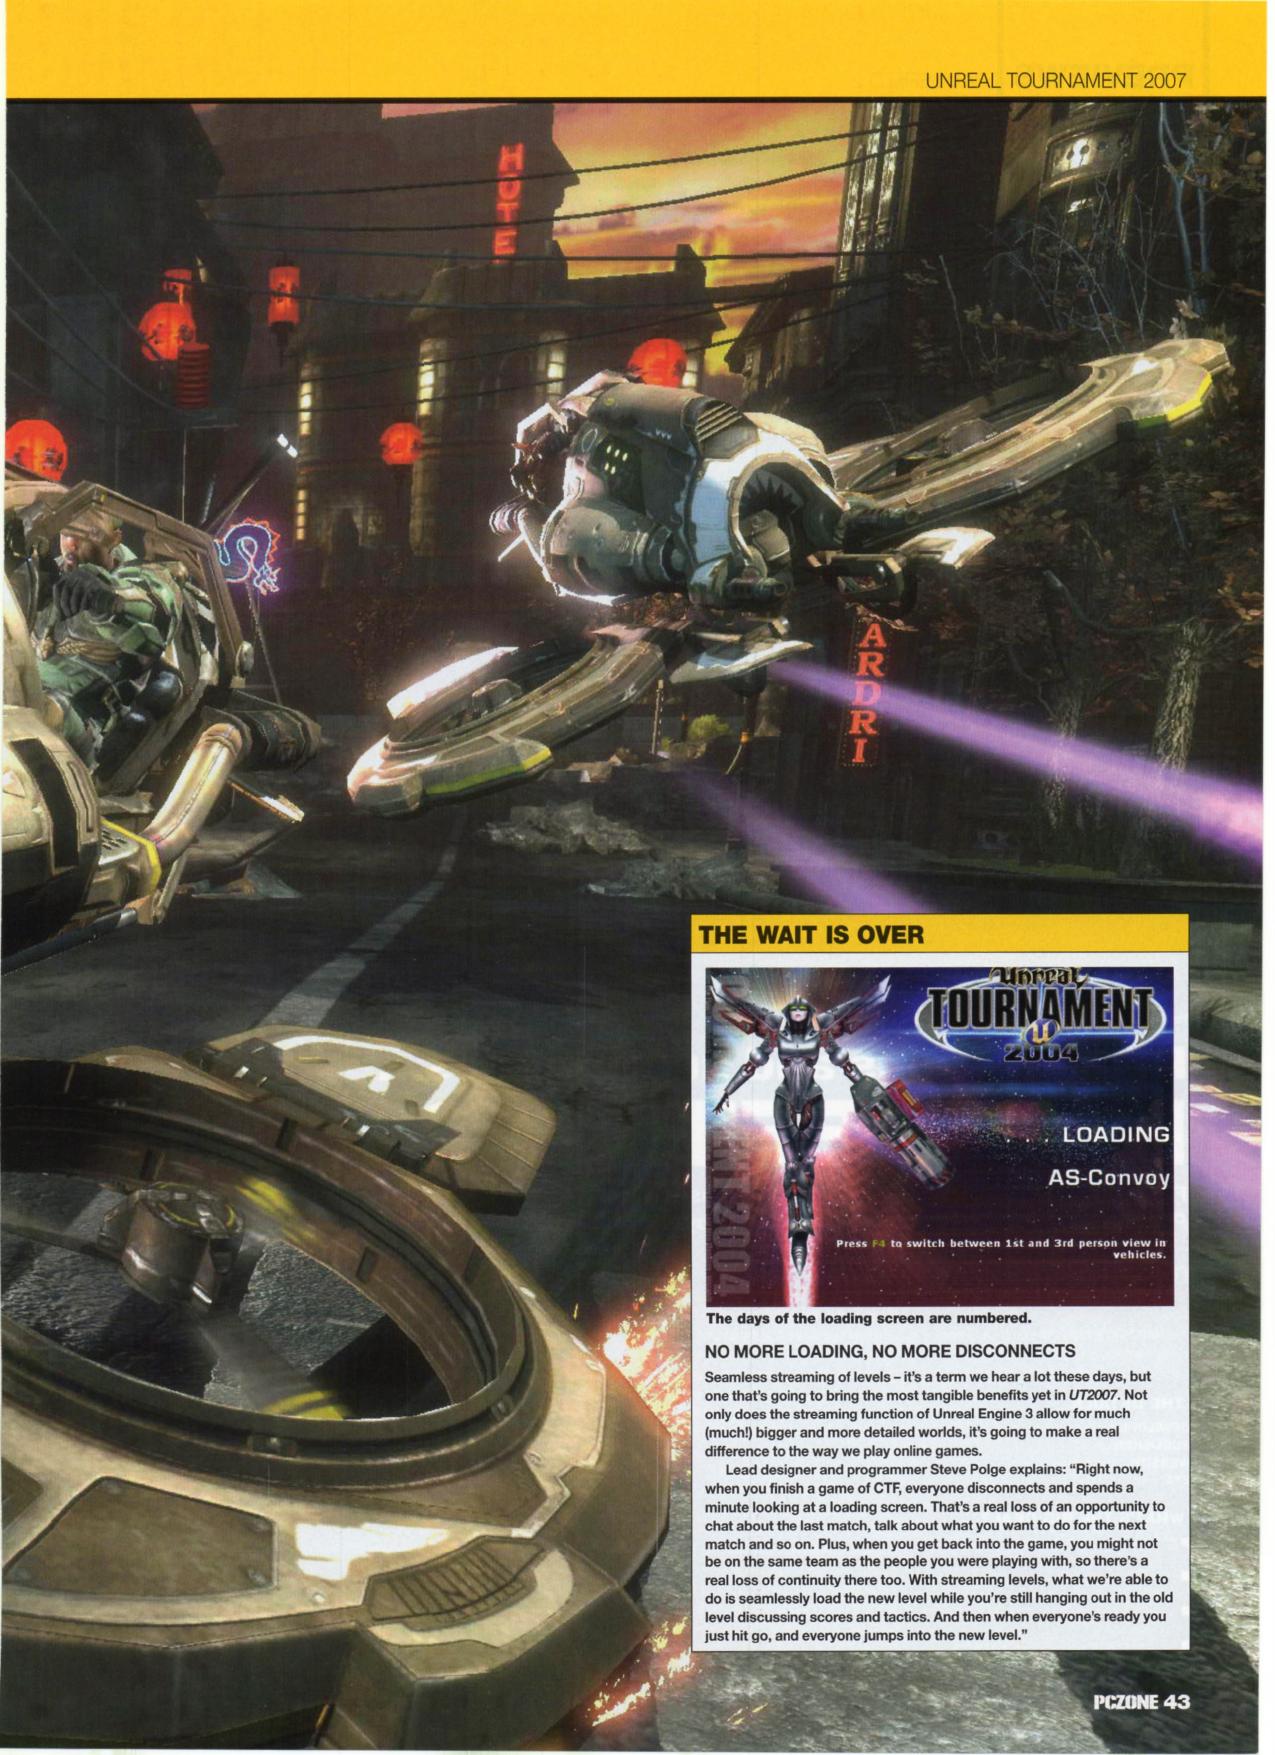 UNREAL TOURNAMENT 2007
HOTE
ARDRI
THE WAIT IS OVER
Unreal
TOURNAMENT
2004
. . . LOADING
AS-Convoy
Press F4 to switch between 1st and 3rd person view in
vehicles.
The days of the loading screen are numbered.
NO MORE LOADING, NO MORE DISCONNECTS
Seamless streaming of levels – it's a term we hear a lot these days, but
one that's going to bring the most tangible benefits yet in UT2007. Not
only does the streaming function of Unreal Engine 3 allow for much
(much!) bigger and more detailed worlds, it's going to make a real
difference to the way we play online games.
Lead designer and programmer Steve Polge explains: “Right now,
when you finish a game of CTF, everyone disconnects and spends a
minute looking at a loading screen. That's a real loss of an opportunity to
chat about the last match, talk about what you want to do for the next
match and so on. Plus, when you get back into the game, you might not
be on the same team as the people you were playing with, so there's a
real loss of continuity there too. With streaming levels, what we're able to
do is seamlessly load the new level while you're still hanging out in the old
level discussing scores and tactics. And then when everyone's ready you
just hit go, and everyone jumps into the new level.”
PCZONE 43